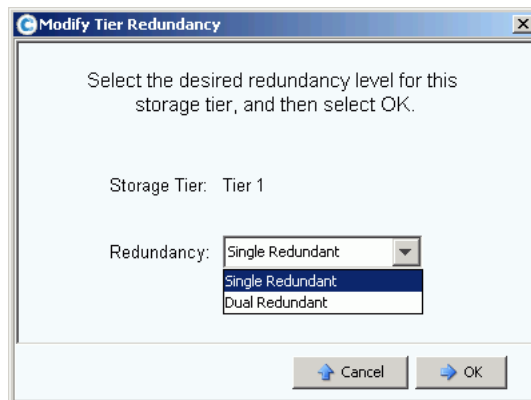 Modify Tier Redundancy
Select the desired redundancy level for this
storage tier, and then select OK.
Storage Tier: Tier 1
Redundancy: Single Redundant
Single Redundant
Dual Redundant
Cancel
OK